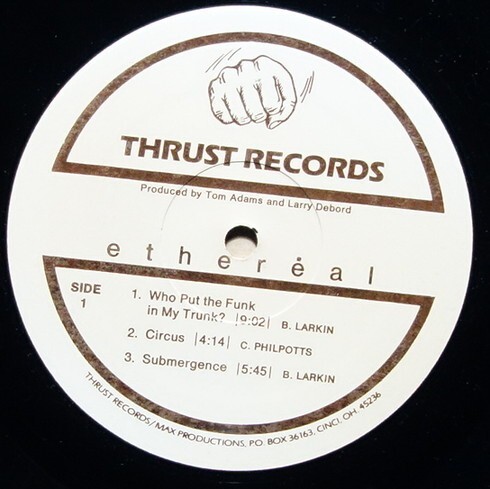 THRUST RECORDS
Produced by Tom Adams and Larry Debord
etherėal
SIDE
1
1. Who Put the Funk
in My Trunk? |9:02| B. LARKIN
2. Circus |4:14| C. PHILPOTTS
3. Submergence |5:45| B. LARKIN
THRUST RECORDS/MAX PRODUCTIONS, P.O. BOX 36163, CINCI, OH. 45236